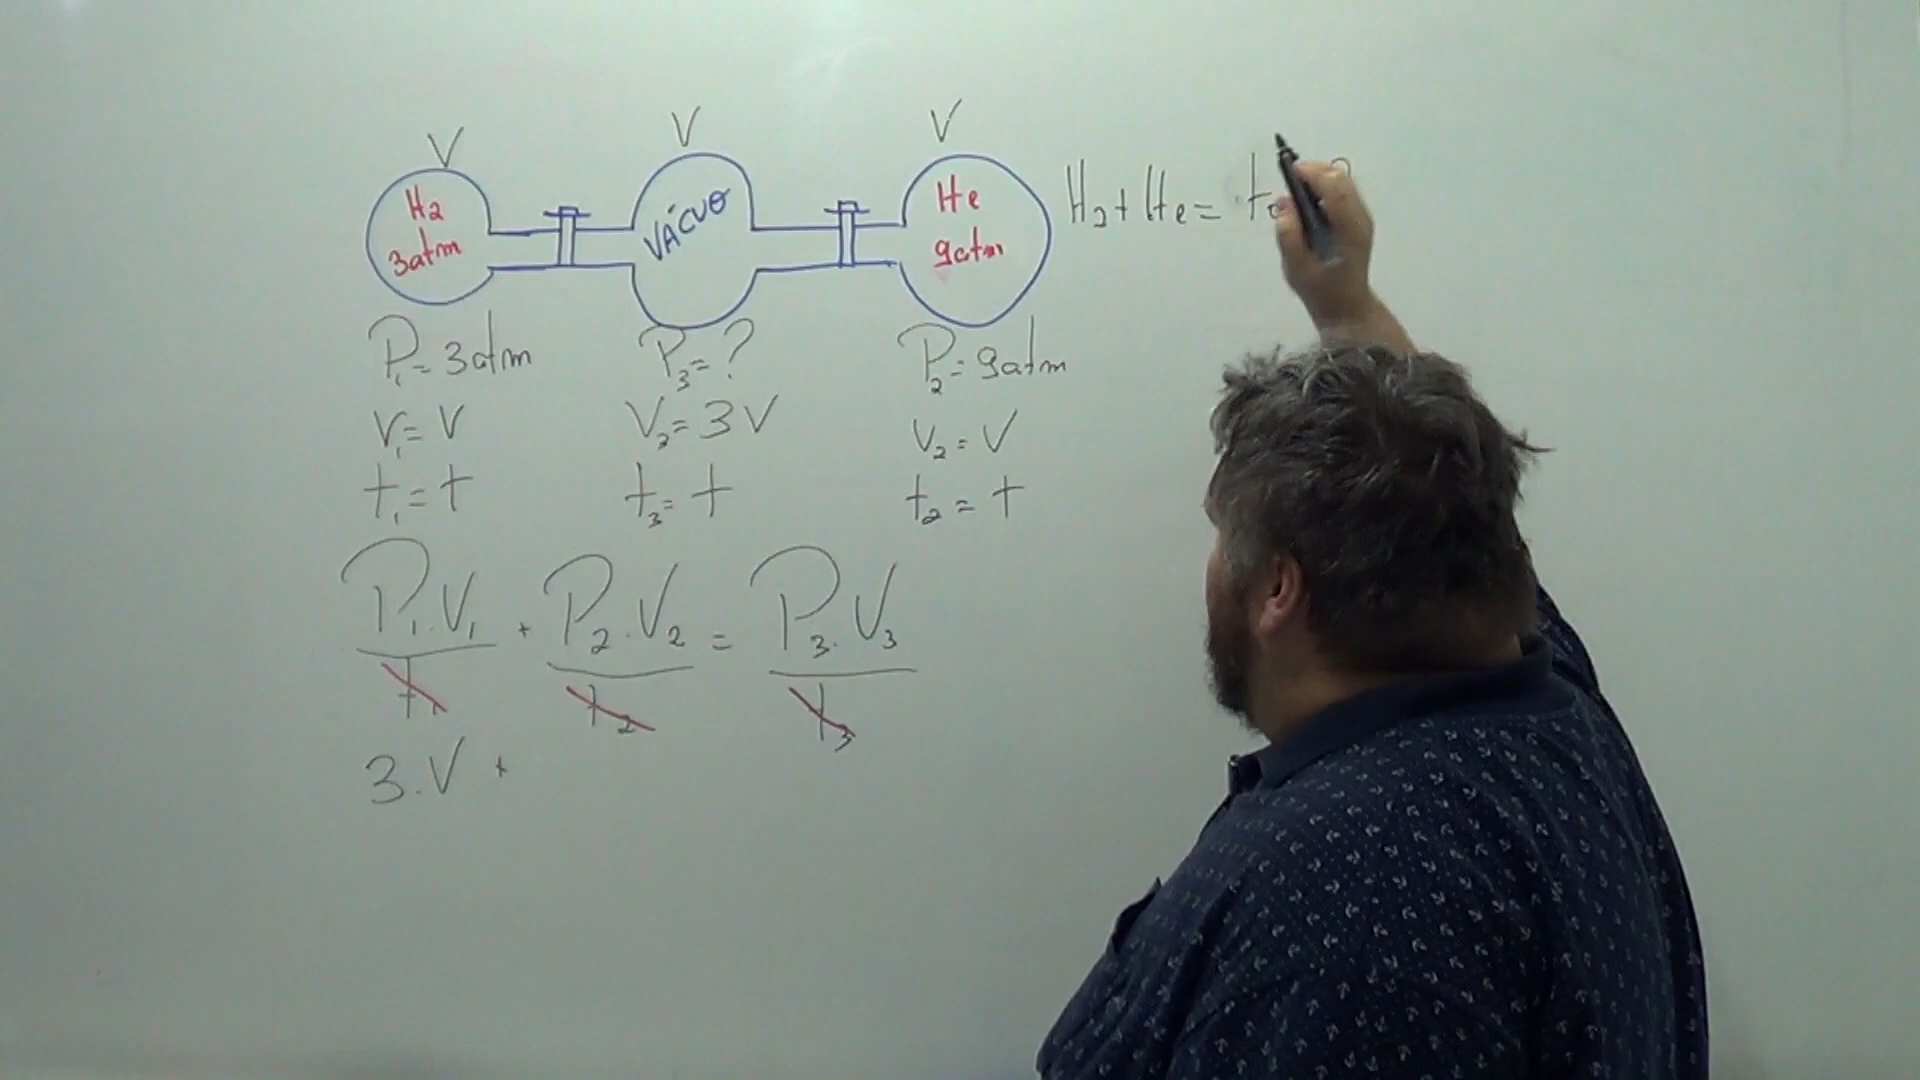 V V V
H2 3atm
VÁCUO
He 9atm
H2 + He =
P1 = 3atm P3 = ? P2 = 9atm
V1 = V V2 = 3V V2 = V
t1 = t t3 = t t2 = t
P1.V1 + P2.V2 = P3.V3
t1 t2 t3
3.V +